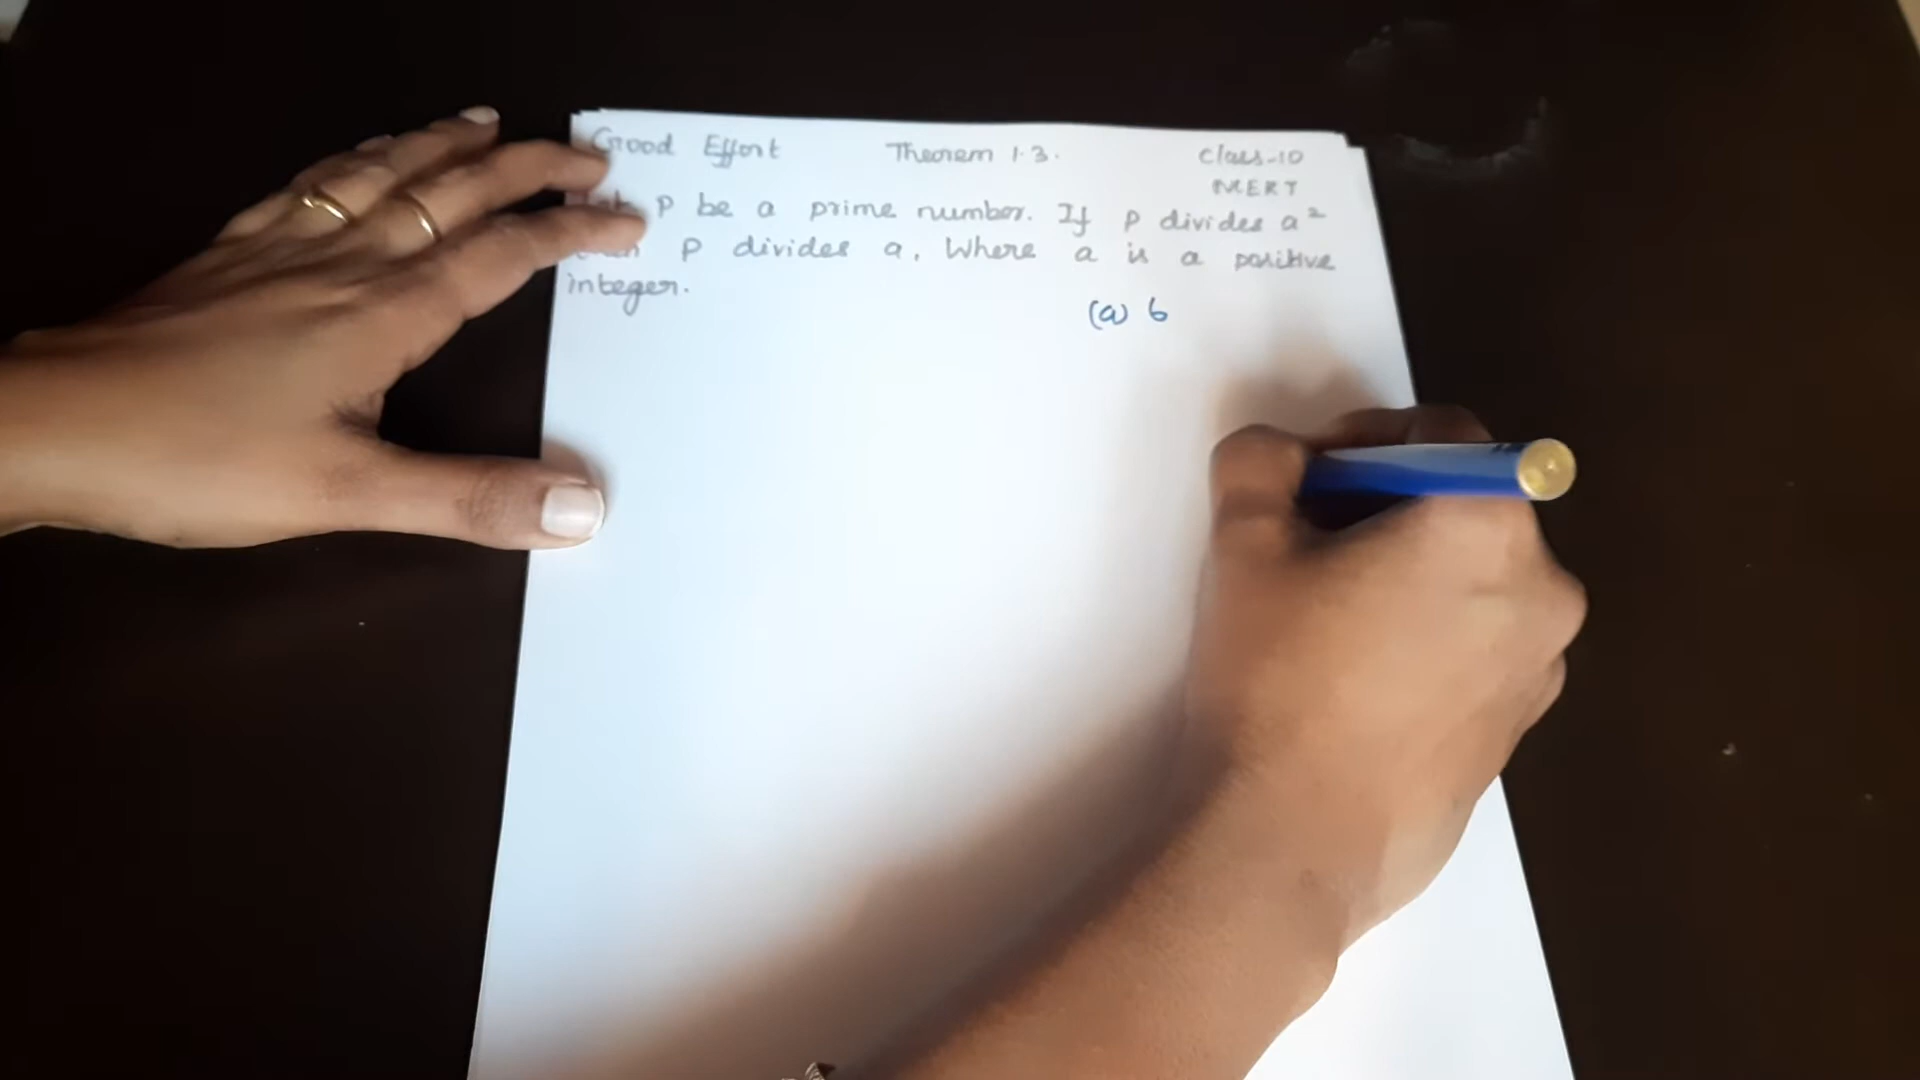 Good Effort Theorem 1.3. Class-10
NCERT
p be a prime number. If p divides a²
p divides a, Where a is a positive
integer.
(a) 6